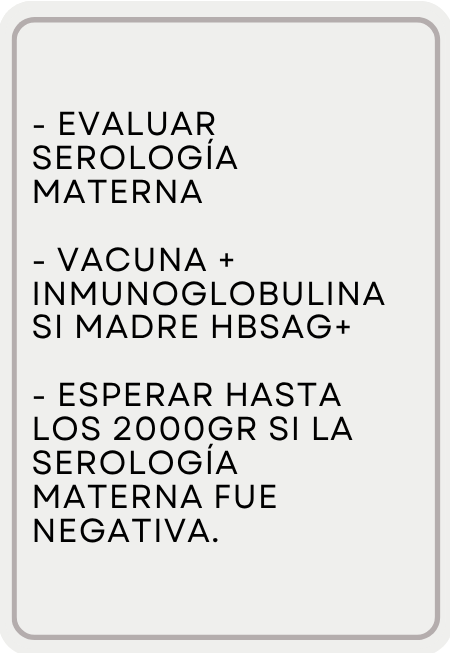 - EVALUAR
SEROLOGÍA
MATERNA
- VACUNA +
INMUNOGLOBULINA
SI MADRE HBSAG+
- ESPERAR HASTA
LOS 2000GR SI LA
SEROLOGÍA
MATERNA FUE
NEGATIVA.